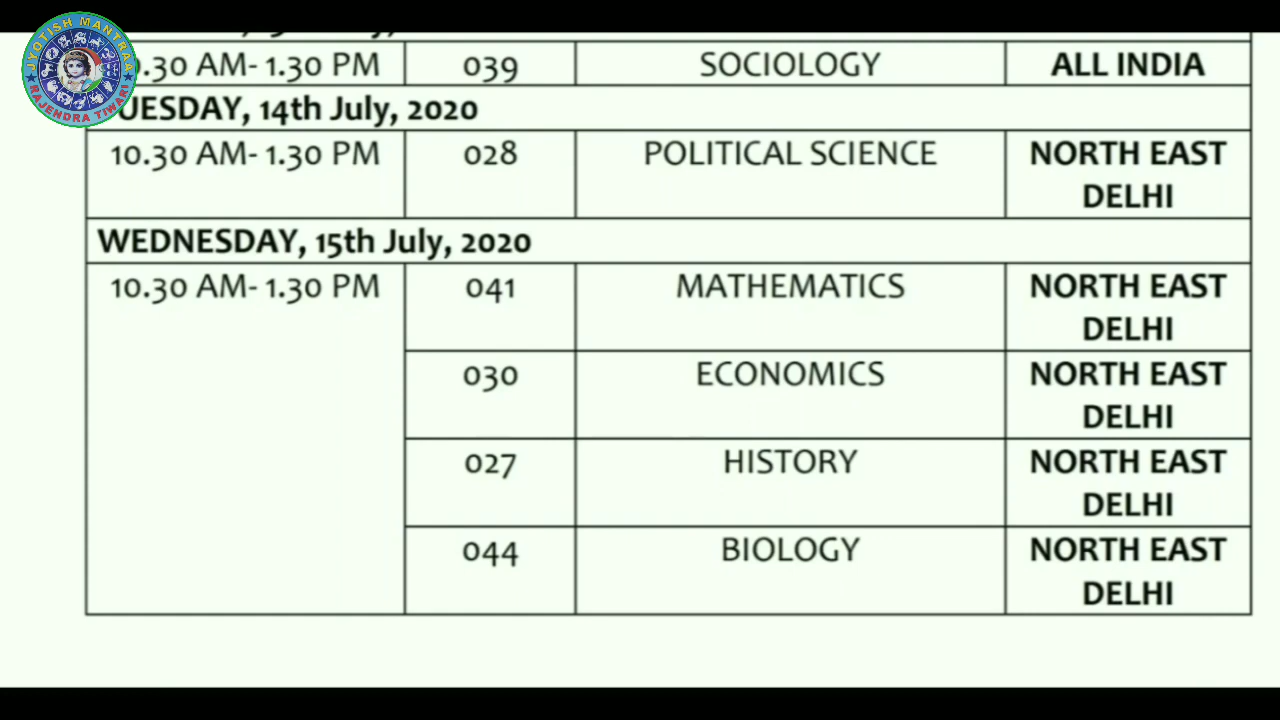 JYOTISH MANTRAA
RAJENDRA TIWARI
.30 AM- 1.30 PM 039 SOCIOLOGY ALL INDIA
UESDAY, 14th July, 2020
10.30 AM- 1.30 PM 028 POLITICAL SCIENCE NORTH EAST
DELHI
WEDNESDAY, 15th July, 2020
10.30 AM- 1.30 PM 041 MATHEMATICS NORTH EAST
DELHI
030 ECONOMICS NORTH EAST
DELHI
027 HISTORY NORTH EAST
DELHI
044 BIOLOGY NORTH EAST
DELHI